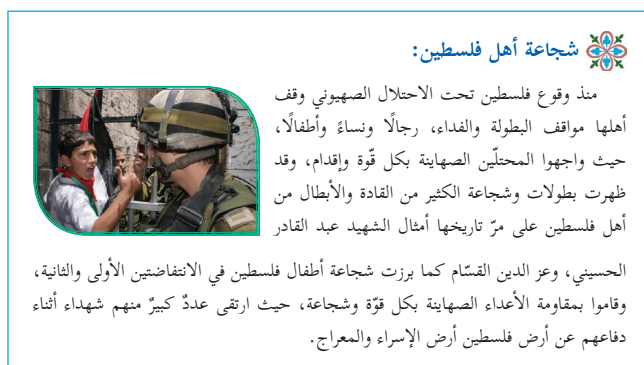 شجاعة أهل فلسطين:
منذ وقوع فلسطين تحت الاحتلال الصهيوني وقف
أهلها مواقف البطولة والفداء، رجالًا ونساءً وأطفالًا،
حيث واجهوا المحتلّين الصهاينة بكل قوّة وإقدام، وقد
ظهرت بطولات وشجاعة الكثير من القادة والأبطال من
أهل فلسطين على مرّ تاريخها أمثال الشهيد عبد القادر
الحسيني، وعز الدين القسّام كما برزت شجاعة أطفال فلسطين في الانتفاضتين الأولى والثانية،
وقاموا بمقاومة الأعداء الصهاينة بكل قوّة وشجاعة، حيث ارتقى عددٌ كبيرٌ منهم شهداء أثناء
دفاعهم عن أرض فلسطين أرض الإسراء والمعراج.